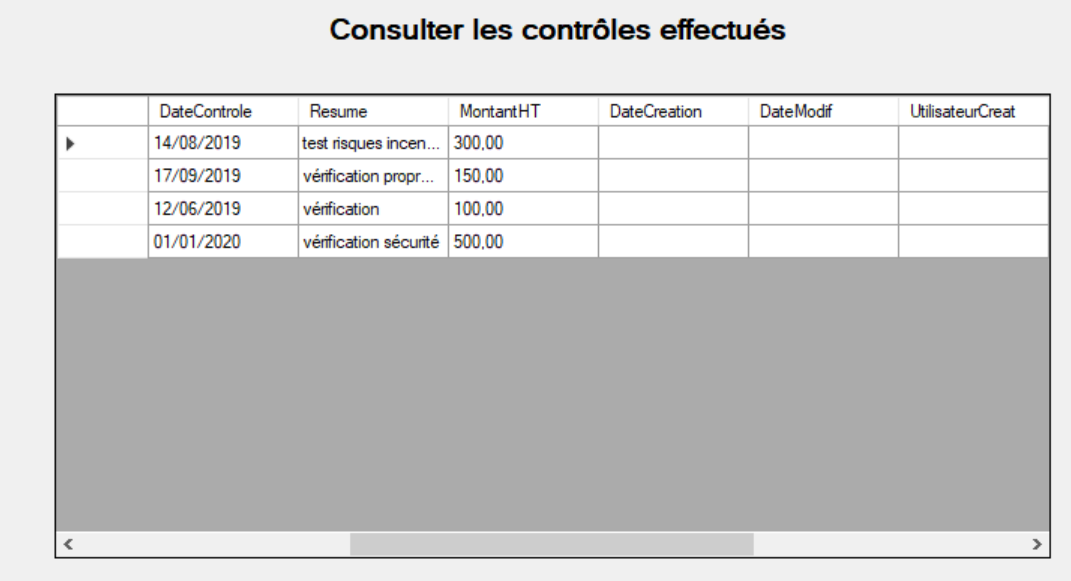 Consulter les contrôles effectués
DateControle Resume MontantHT DateCreation DateModif UtilisateurCreat
14/08/2019 test risques incen... 300,00
17/09/2019 vérification propr... 150,00
12/06/2019 vérification 100,00
01/01/2020 vérification sécurité 500,00